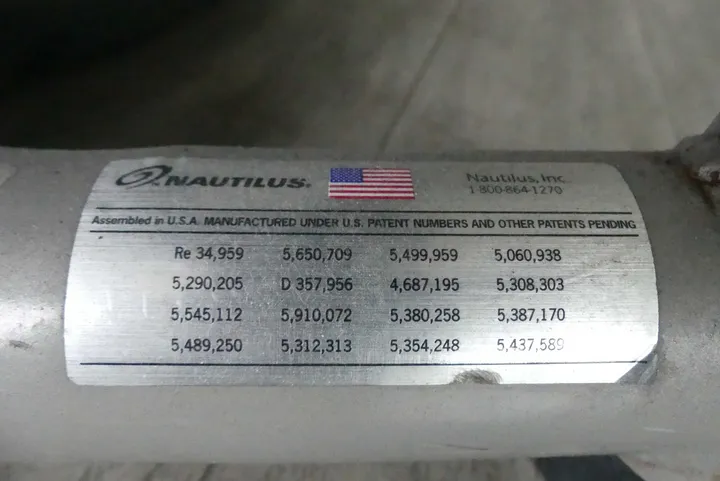 NAUTILUS. Nautilus, Inc.
1-800-864-1270
Assembled in U.S.A. MANUFACTURED UNDER U.S. PATENT NUMBERS AND OTHER PATENTS PENDING
Re 34,959 5,650,709 5,499,959 5,060,938
5,290,205 D 357,956 4,687,195 5,308,303
5,545,112 5,910,072 5,380,258 5,387,170
5,489,250 5,312,313 5,354,248 5,437,589